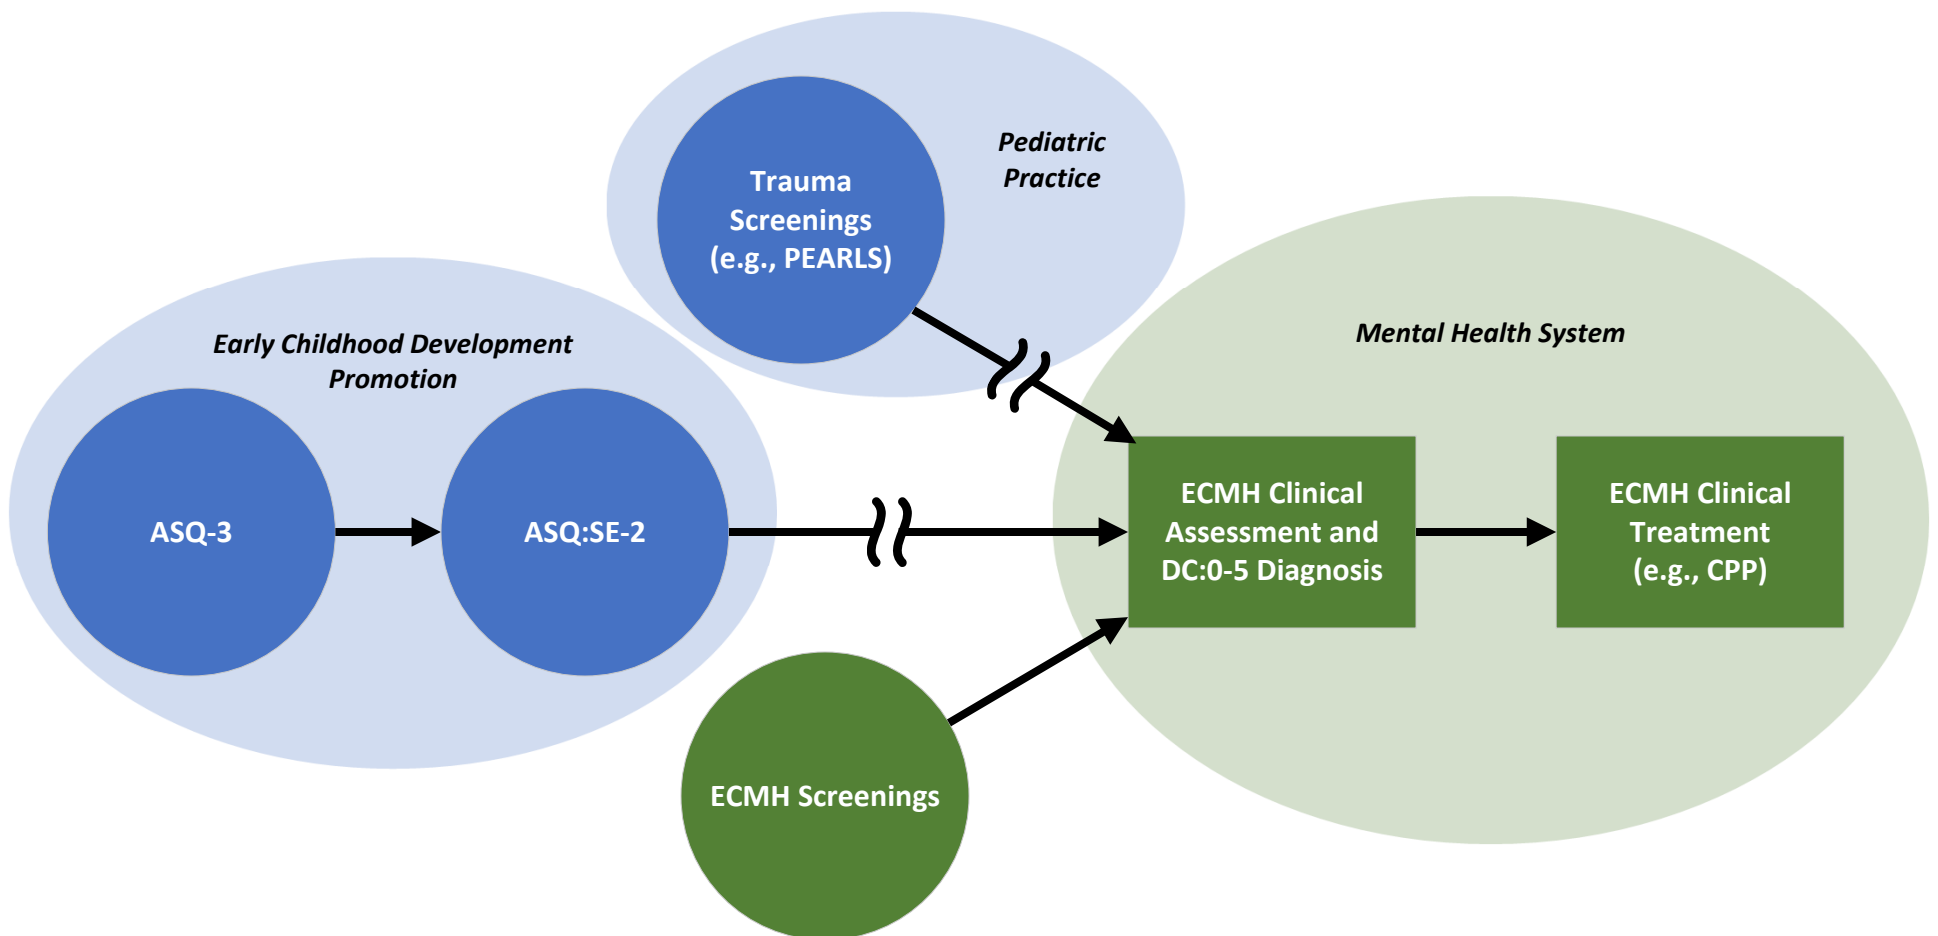 Pediatric
Practice
Trauma
Screenings
(e.g., PEARLS)
Early Childhood Development
Promotion
ASQ-3
ASQ:SE-2
Mental Health System
ECMH Clinical
Assessment and
DC:0-5 Diagnosis
ECMH Clinical
Treatment
(e.g., CPP)
ECMH Screenings